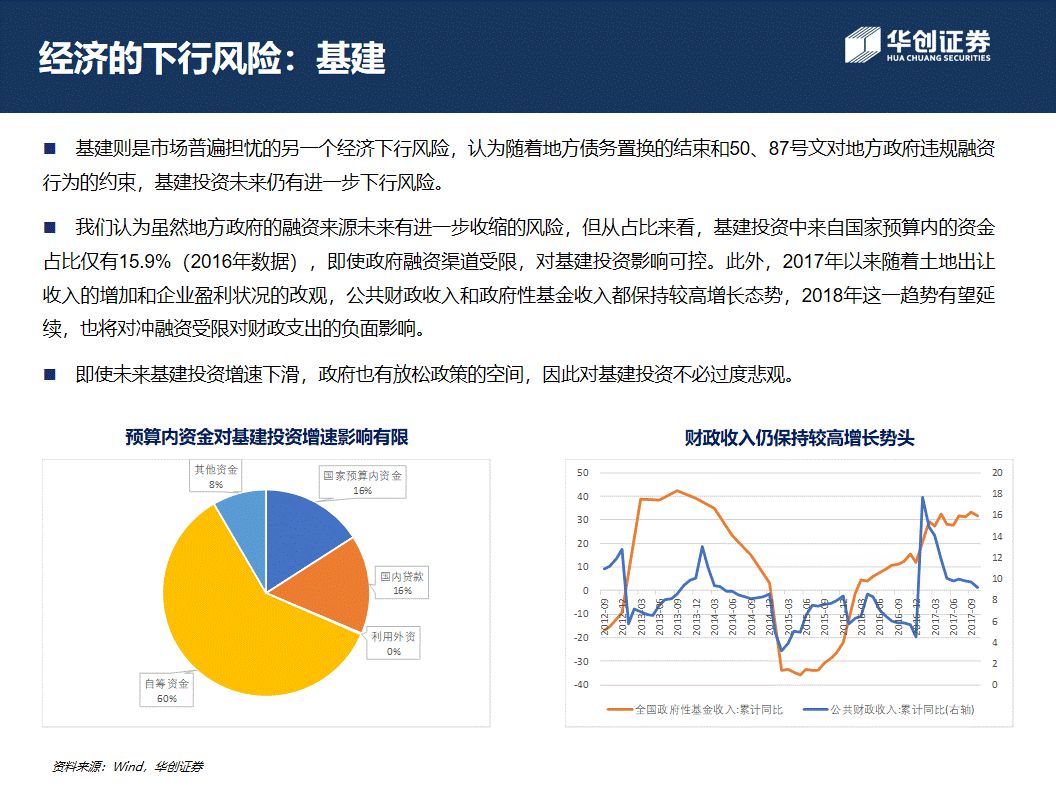 经济的下行风险：基建
华创证券
HUA CHUANG SECURITIES
■ 基建则是市场普遍担忧的另一个经济下行风险，认为随着地方债务置换的结束和50、87号文对地方政府违规融资
行为的约束，基建投资未来仍有进一步下行风险。
■ 我们认为虽然地方政府的融资来源未来有进一步收缩的风险，但从占比来看，基建投资中来自国家预算内的资金
占比仅有15.9%（2016年数据），即使政府融资渠道受限，对基建投资影响可控。此外，2017年以来随着土地出让
收入的增加和企业盈利状况的改观，公共财政收入和政府性基金收入都保持较高增长态势，2018年这一趋势有望延
续，也将对冲融资受限对财政支出的负面影响。
■ 即使未来基建投资增速下滑，政府也有放松政策的空间，因此对基建投资不必过度悲观。
预算内资金对基建投资增速影响有限
其他资金
8%
国家预算内资金
16%
国内贷款
16%
利用外资
0%
自筹资金
60%
财政收入仍保持较高增长势头
50
40
30
20
10
0
-10
-20
-30
-40
20
18
16
14
12
10
8
6
4
2
0
2012-09
2012-12
2013-03
2013-06
2013-09
2013-12
2014-03
2014-06
2014-09
2014-12
2015-03
2015-06
2015-09
2015-12
2016-03
2016-06
2016-09
2016-12
2017-03
2017-06
2017-09
全国政府性基金收入:累计同比
公共财政收入:累计同比(右轴)
资料来源：Wind，华创证券